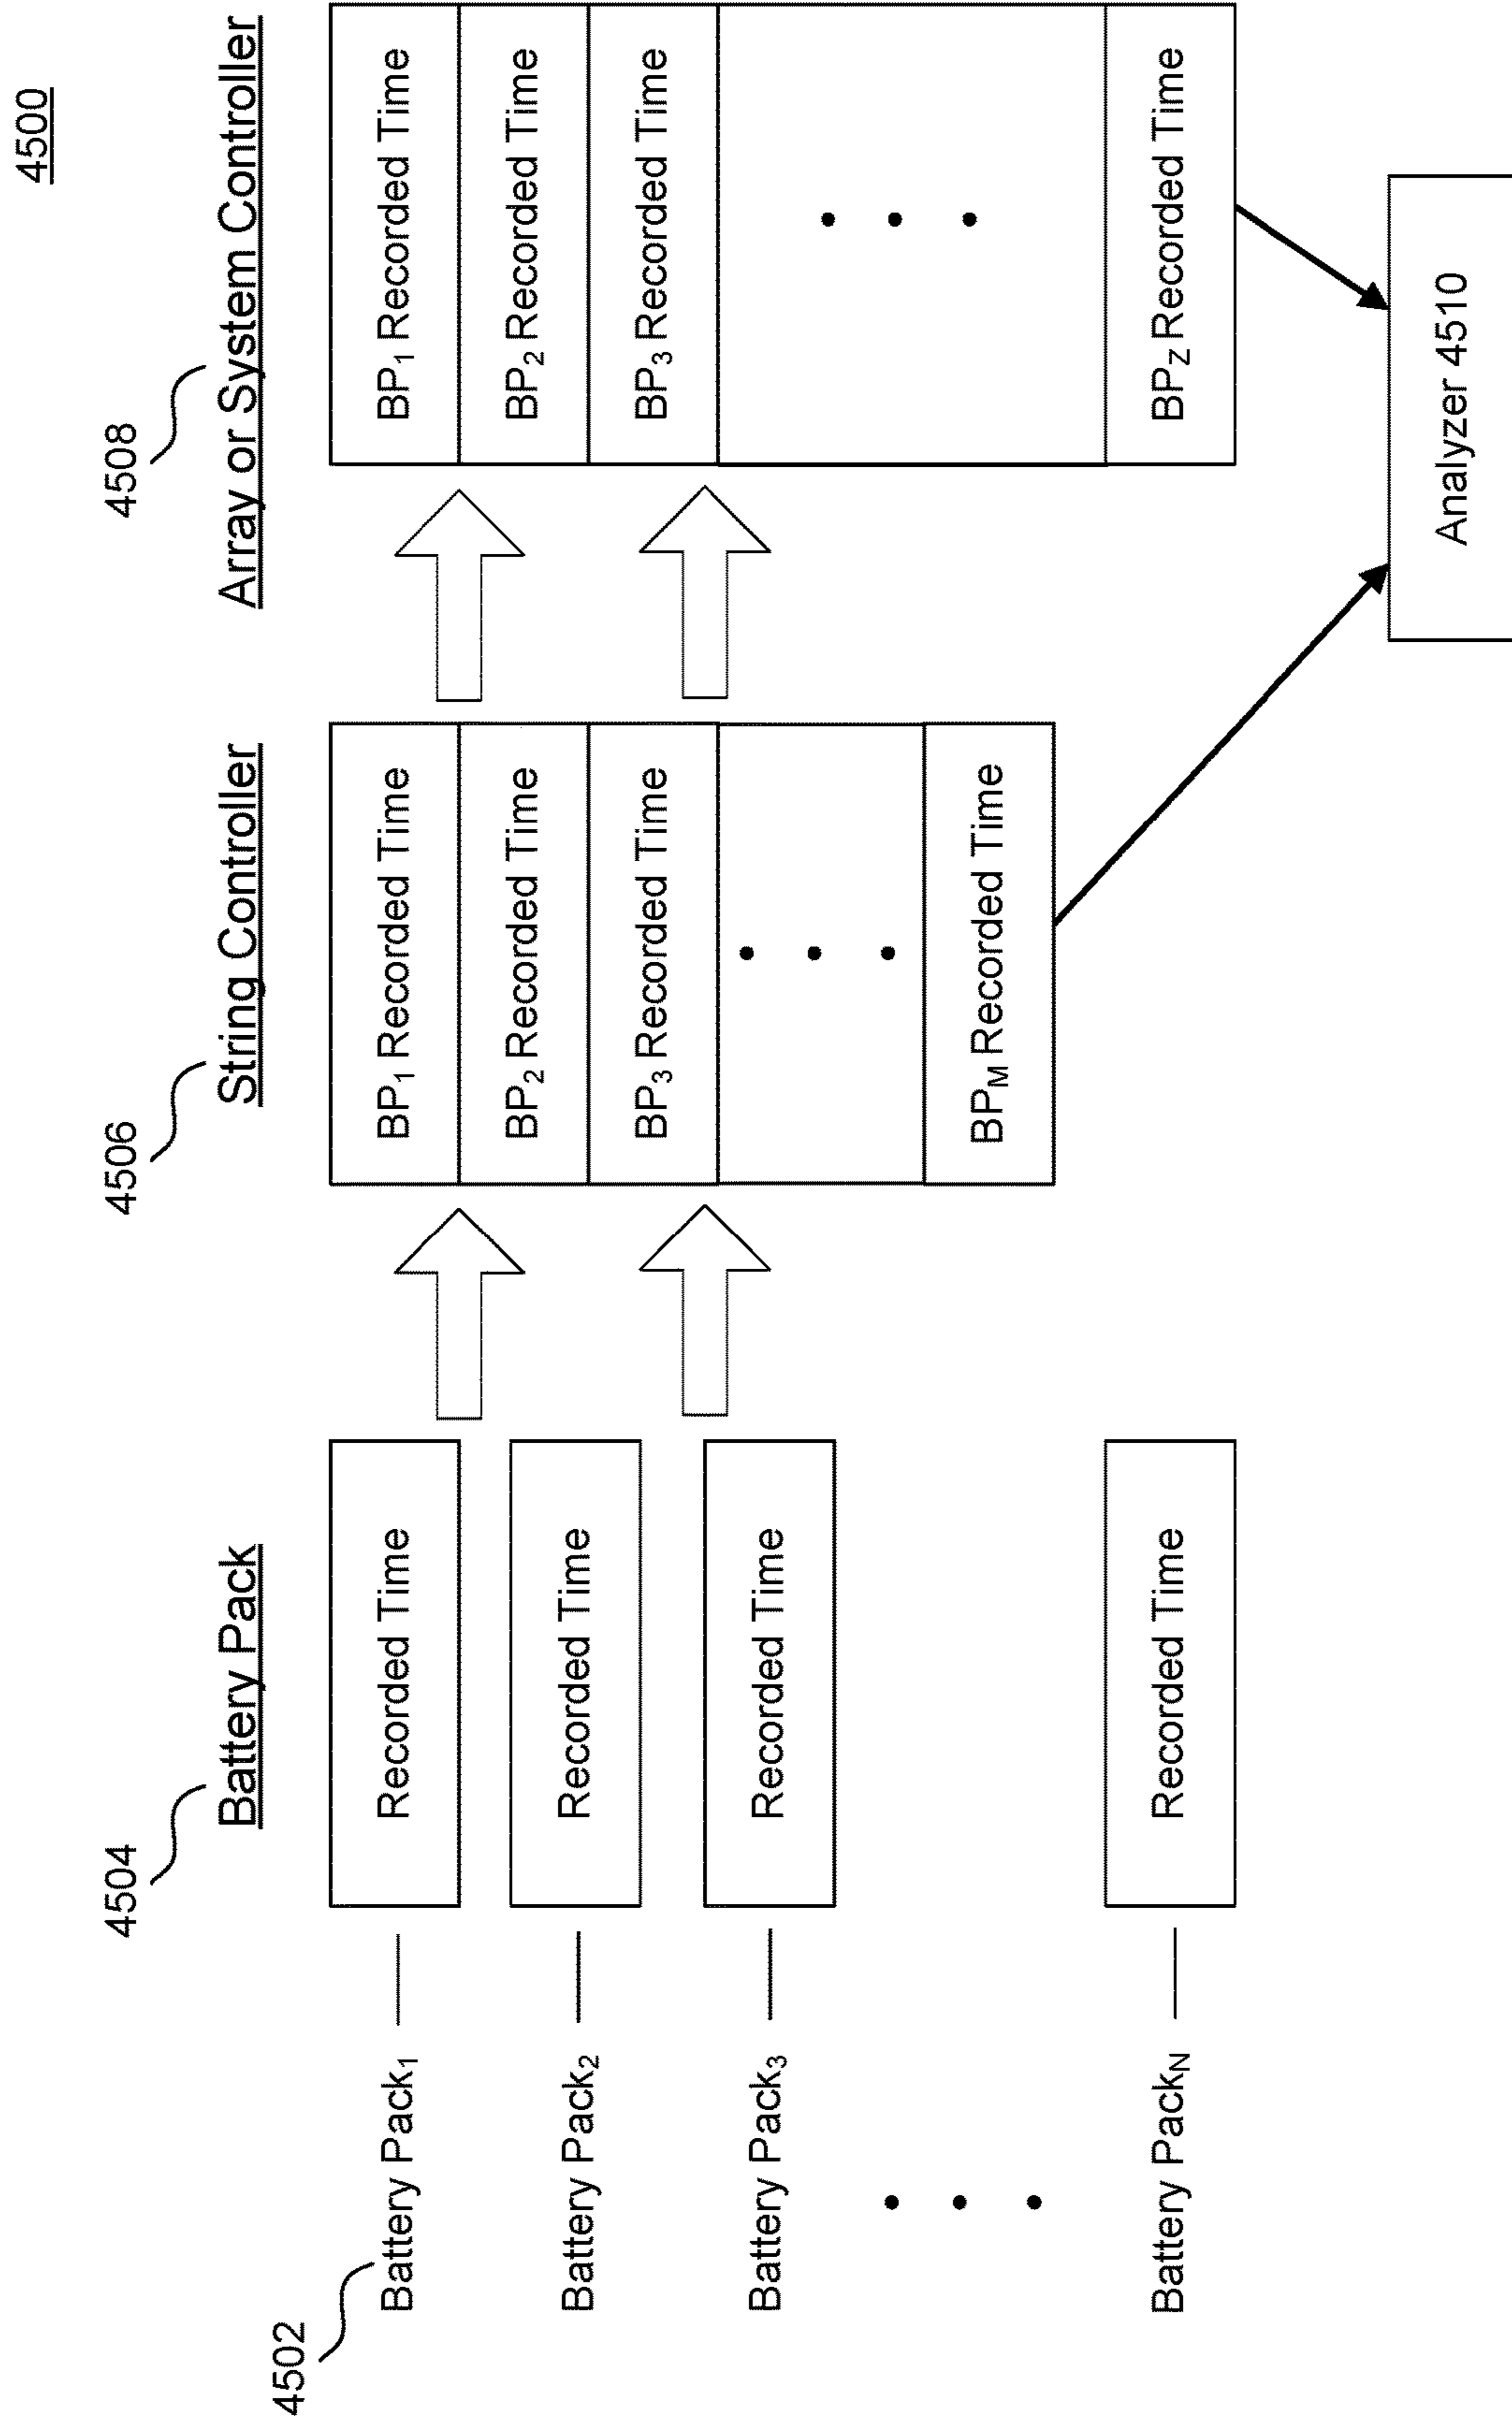 4500
4504
4506
4508
Battery Pack
String Controller
Array or System Controller
4502
Battery Pack1
Recorded Time
BP1 Recorded Time
BP1 Recorded Time
Battery Pack2
Recorded Time
BP2 Recorded Time
BP2 Recorded Time
Battery Pack3
Recorded Time
BP3 Recorded Time
BP3 Recorded Time
BPM Recorded Time
Battery PackN
Recorded Time
BPZ Recorded Time
Analyzer 4510